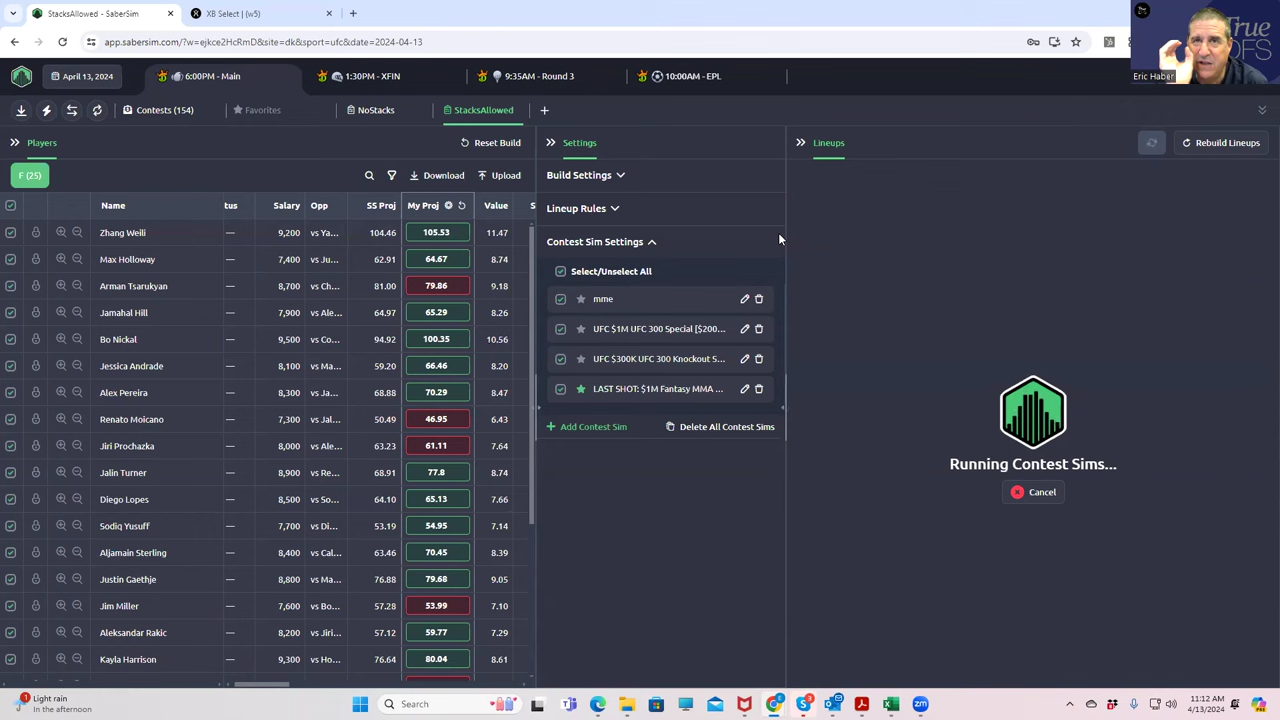 StacksAllowed - SaberSim
XB Select | (w5)
app.sabersim.com/?w=ejkce2HcRmD&site=dk&sport=ufc&date=2024-04-13
True
DFS
Eric Haber
April 13, 2024
6:00PM - Main
1:30PM - XFIN
9:35AM - Round 3
10:00AM - EPL
Contests (154)
Favorites
NoStacks
StacksAllowed
Players
Reset Build
Settings
Lineups
Rebuild Lineups
F (25)
Download
Upload
Build Settings
Name tus Salary Opp SS Proj My Proj Value S
Lineup Rules
Zhang Weili — 9,200 vs Ya... 104.46 105.53 11.47
Contest Sim Settings
Max Holloway — 7,400 vs Ju... 62.91 64.67 8.74
Select/Unselect All
Arman Tsarukyan — 8,700 vs Ch... 81.00 79.86 9.18
mme
Jamahal Hill — 7,900 vs Ale... 64.97 65.29 8.26
UFC $1M UFC 300 Special [$200...
Bo Nickal — 9,500 vs Co... 94.92 100.35 10.56
UFC $300K UFC 300 Knockout S...
Jessica Andrade — 8,100 vs Ma... 59.20 66.46 8.20
LAST SHOT: $1M Fantasy MMA ...
Alex Pereira — 8,300 vs Ja... 68.88 70.29 8.47
Renato Moicano — 7,300 vs Jal... 50.49 46.95 6.43
Add Contest Sim
Delete All Contest Sims
Jiri Prochazka — 8,000 vs Ale... 63.23 61.11 7.64
Jalin Turner — 8,900 vs Re... 68.91 77.8 8.74
Running Contest Sims...
Cancel
Diego Lopes — 8,500 vs So... 64.10 65.13 7.66
Sodiq Yusuff — 7,700 vs Di... 53.19 54.95 7.14
Aljamain Sterling — 8,400 vs Cal... 63.46 70.45 8.39
Justin Gaethje — 8,800 vs Ma... 76.88 79.68 9.05
Jim Miller — 7,600 vs Bo... 57.28 53.99 7.10
Aleksandar Rakic — 8,200 vs Jiri... 57.12 59.77 7.29
Kayla Harrison — 9,300 vs Ho... 76.64 80.04 8.61
Light rain
In the afternoon
Search
11:12 AM
4/13/2024